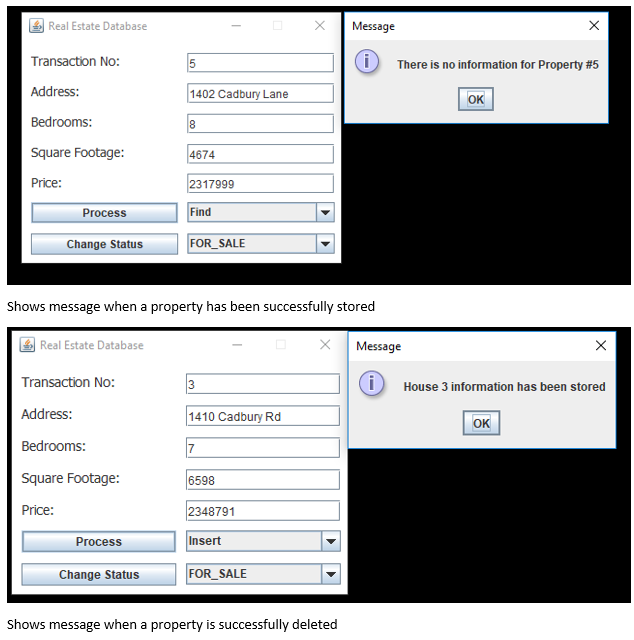 Real Estate Database
Transaction No: 5
Address: 1402 Cadbury Lane
Bedrooms: 8
Square Footage: 4674
Price: 2317999
Process Find
Change Status FOR_SALE
Message
There is no information for Property #5
OK
Shows message when a property has been successfully stored
Real Estate Database
Transaction No: 3
Address: 1410 Cadbury Rd
Bedrooms: 7
Square Footage: 6598
Price: 2348791
Process Insert
Change Status FOR_SALE
Message
House 3 information has been stored
OK
Shows message when a property is successfully deleted